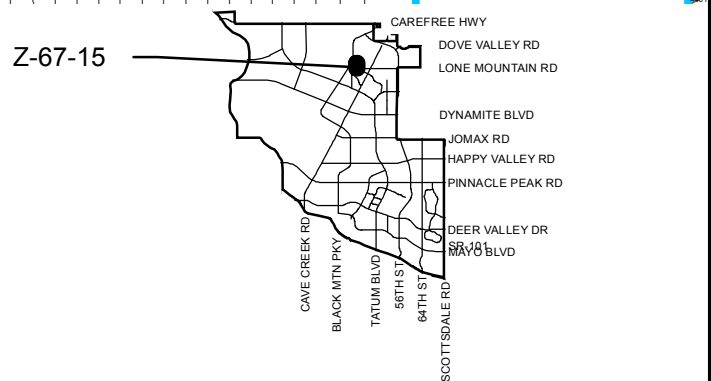 CAREFREE HWY
Z-67-15
DOVE VALLEY RD
LONE MOUNTAIN RD
DYNAMITE BLVD
JOMAX RD
HAPPY VALLEY RD
PINNACLE PEAK RD
DEER VALLEY DR
SR-101
MAYO BLVD
CAVE CREEK RD
BLACK MTN PKY
TATUM BLVD
56TH ST
64TH ST
SCOTTSDALE RD